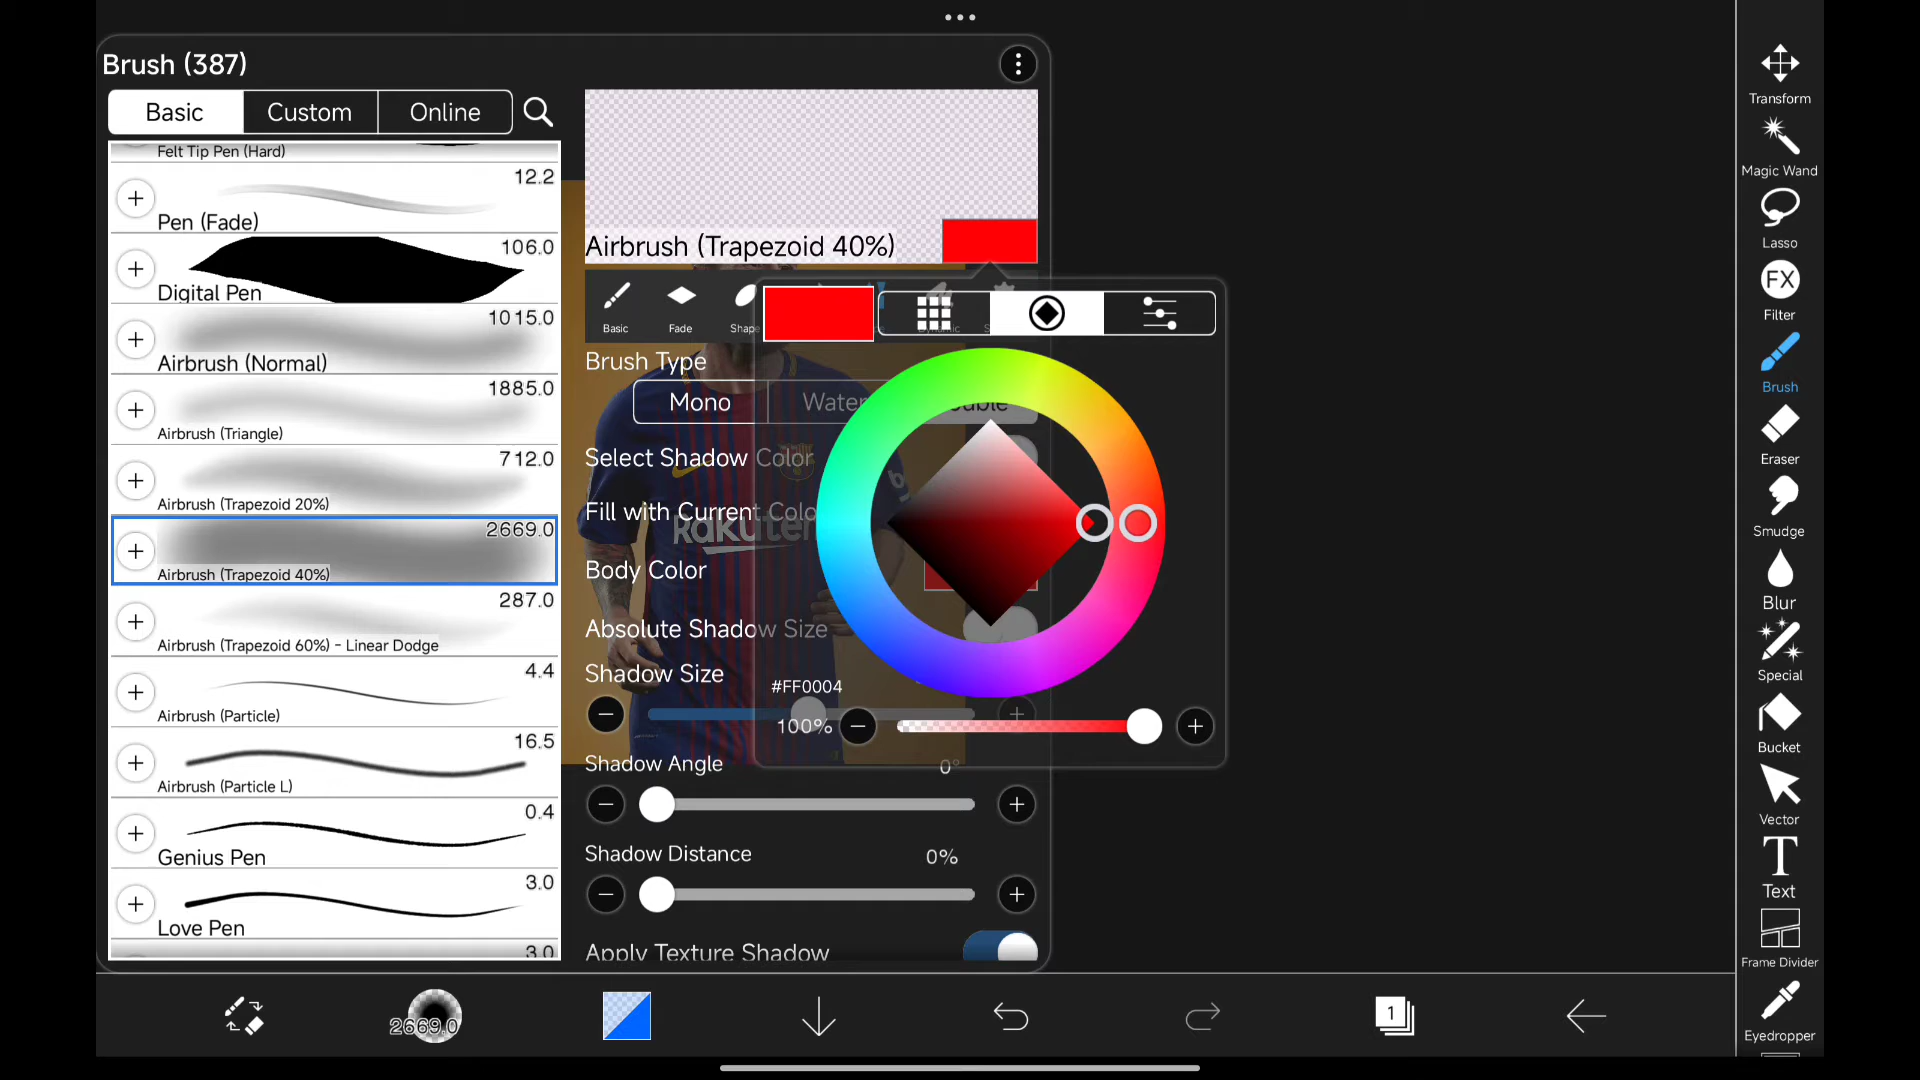 Brush (387)
Basic
Custom
Online
Felt Tip Pen (Hard)
12.2
Pen (Fade)
106.0
Digital Pen
1015.0
Airbrush (Normal)
1885.0
Airbrush (Triangle)
712.0
Airbrush (Trapezoid 20%)
2669.0
Airbrush (Trapezoid 40%)
287.0
Airbrush (Trapezoid 60%) - Linear Dodge
4.4
Airbrush (Particle)
16.5
Airbrush (Particle L)
0.4
Genius Pen
3.0
Love Pen
3.0
Airbrush (Trapezoid 40%)
Basic
Fade
Shape
Brush Type
Mono
Water
Select Shadow Color
Fill with Current Colo
Rakuten
Body Color
Absolute Shadow Size
Shadow Size
#FF0004
100%
Shadow Angle
0°
Shadow Distance
0%
Apply Texture Shadow
Transform
Magic Wand
Lasso
FX
Filter
Brush
Eraser
Smudge
Blur
Special
Bucket
Vector
T
Text
Frame Divider
Eyedropper
2669.0
1